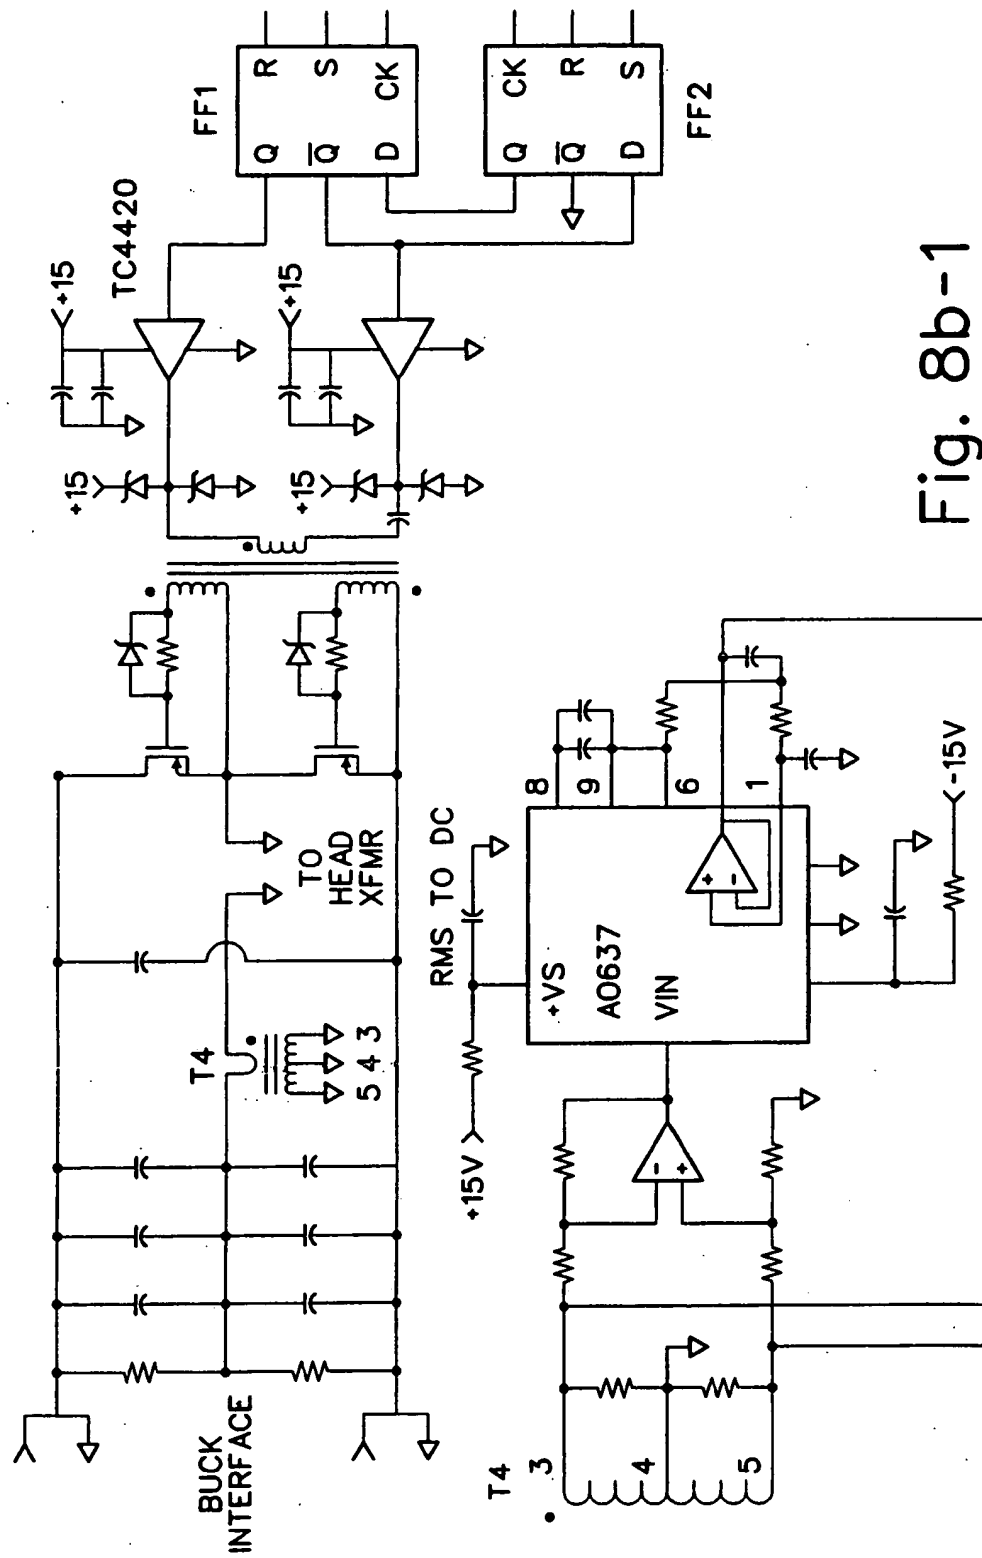 FF1
R
S
CK
Q
Q
D
FF2
CK
R
S
Q
Q
D
TC4420
+15
+15
+15
+15
TO
HEAD
XFMR
T4
5 4 3
BUCK
INTERFACE
RMS TO DC
+15V
+VS
A0637
VIN
8
9
6
1
+
-
-
+
-15V
T4
3
4
5
Fig. 8b-1